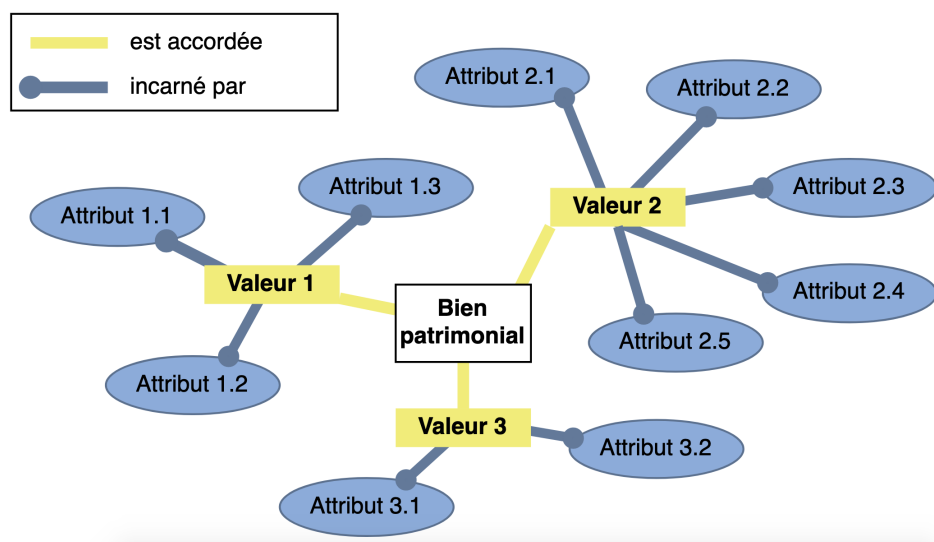 est accordée
incarné par
Attribut 2.1
Attribut 2.2
Attribut 1.3
Attribut 2.3
Attribut 1.1
Valeur 2
Valeur 1
Attribut 2.4
Bien
patrimonial
Attribut 2.5
Attribut 1.2
Valeur 3
Attribut 3.2
Attribut 3.1